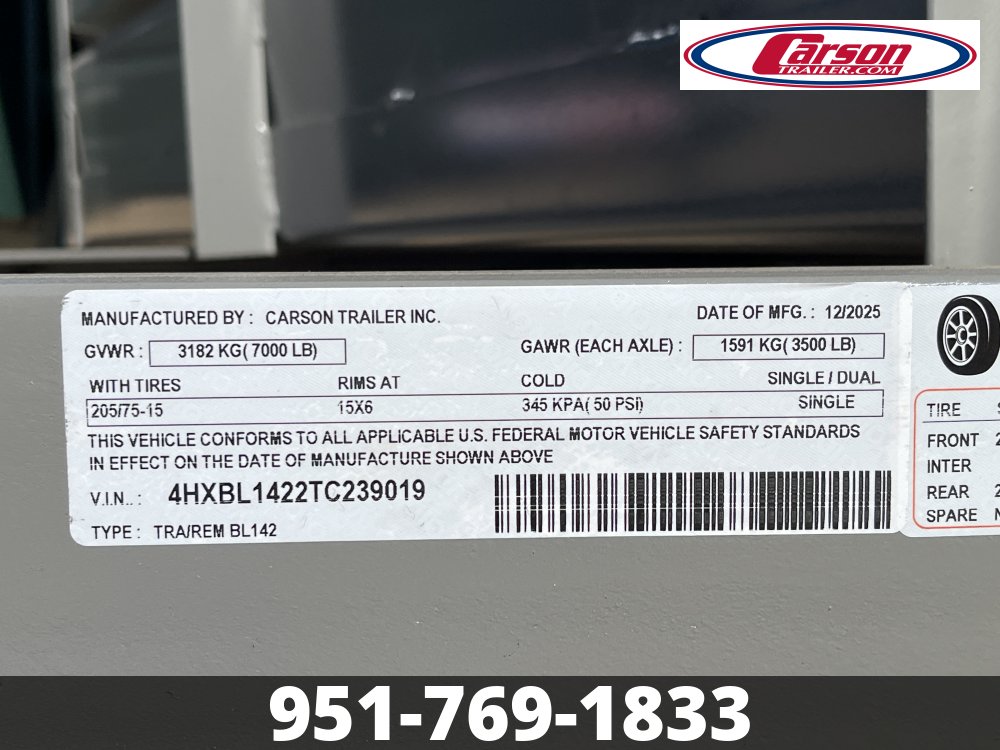 Carson
TRAILER.COM
MANUFACTURED BY : CARSON TRAILER INC. DATE OF MFG. : 12/2025
GVWR : 3182 KG( 7000 LB) GAWR (EACH AXLE) : 1591 KG( 3500 LB)
WITH TIRES RIMS AT COLD SINGLE / DUAL
205/75-15 15X6 345 KPA( 50 PSI) SINGLE
THIS VEHICLE CONFORMS TO ALL APPLICABLE U.S. FEDERAL MOTOR VEHICLE SAFETY STANDARDS
IN EFFECT ON THE DATE OF MANUFACTURE SHOWN ABOVE
V.I.N.. : 4HXBL1422TC239019
TYPE : TRA/REM BL142
TIRE
FRONT 2
INTER
REAR 2
SPARE
951-769-1833